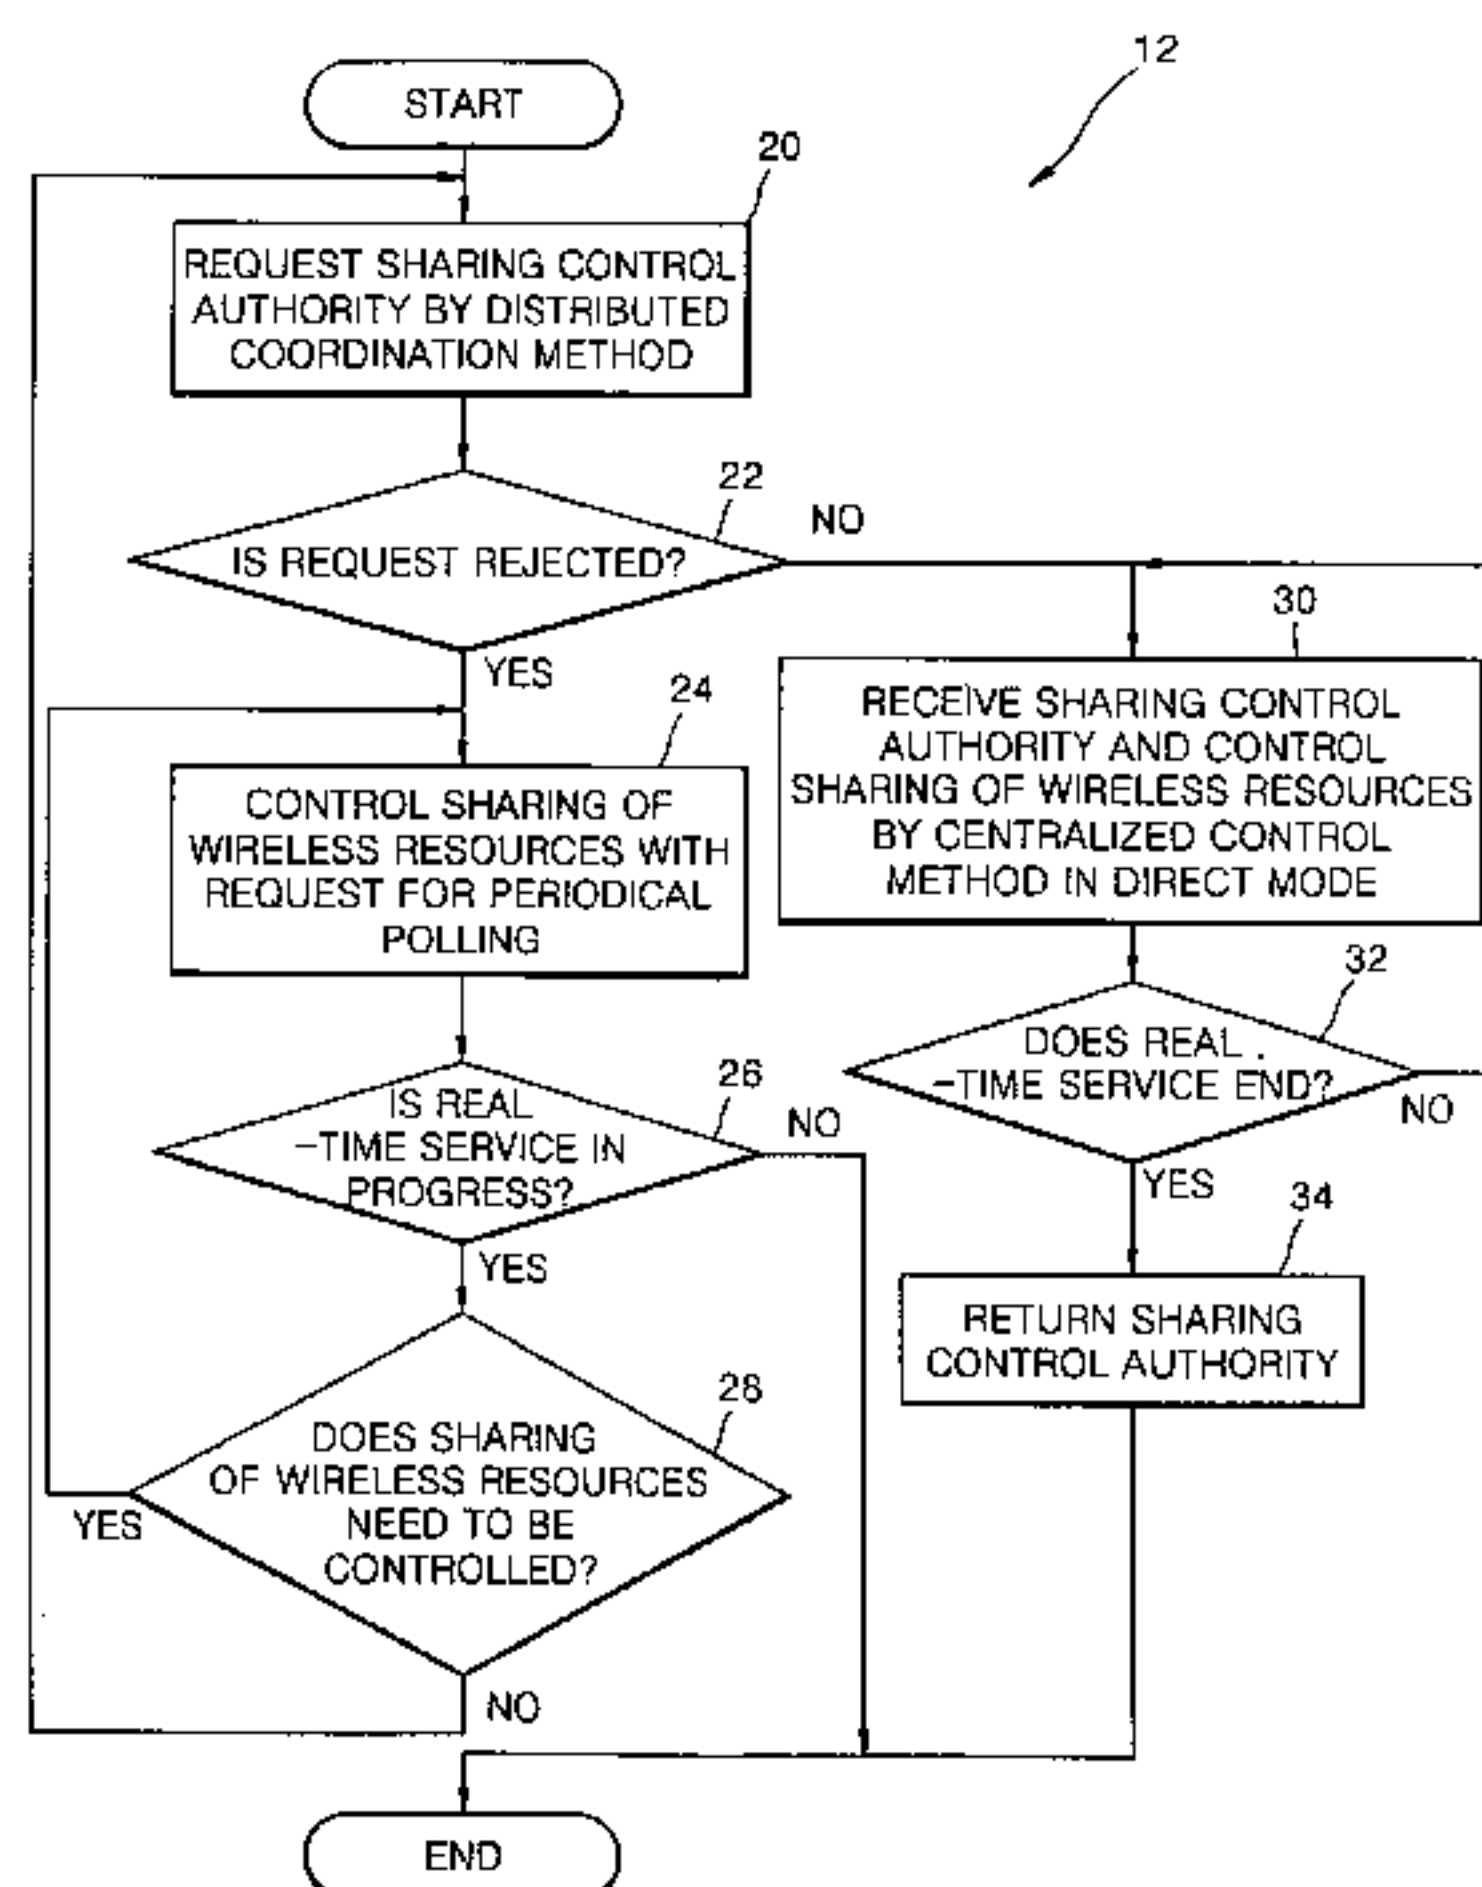 12
START
20
REQUEST SHARING CONTROL
AUTHORITY BY DISTRIBUTED
COORDINATION METHOD
22
IS REQUEST REJECTED?
NO
YES
24
CONTROL SHARING OF
WIRELESS RESOURCES WITH
REQUEST FOR PERIODICAL
POLLING
26
IS REAL
-TIME SERVICE IN
PROGRESS?
NO
YES
28
DOES SHARING
OF WIRELESS RESOURCES
NEED TO BE
CONTROLLED?
YES
NO
30
RECEIVE SHARING CONTROL
AUTHORITY AND CONTROL
SHARING OF WIRELESS RESOURCES
BY CENTRALIZED CONTROL
METHOD IN DIRECT MODE
32
DOES REAL
-TIME SERVICE END?
NO
YES
34
RETURN SHARING
CONTROL AUTHORITY
END